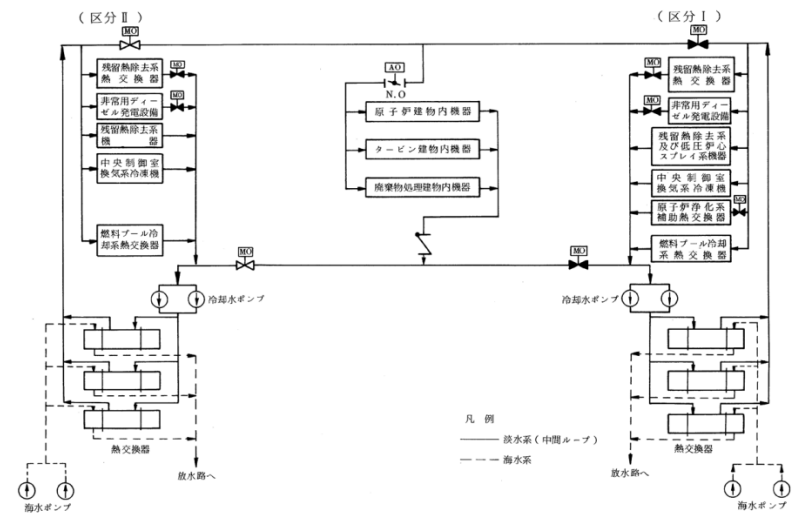 (区分Ⅱ)
(区分Ⅰ)
MO
MO
残留熱除去系
熱交換器
MO
非常用ディー
ゼル発電設備
MO
残留熱除去系
機器
中央制御室
換気系冷凍機
燃料プール冷
却系熱交換器
AO
N.O
原子炉建物内機器
タービン建物内機器
廃棄物処理建物内機器
MO
残留熱除去系
熱交換器
MO
非常用ディー
ゼル発電設備
残留熱除去系
及び低圧炉心
スプレイ系機器
中央制御室
換気系冷凍機
原子炉浄化系
補助熱交換器
MO
燃料プール冷却
系熱交換器
MO
MO
冷却水ポンプ
冷却水ポンプ
熱交換器
熱交換器
放水路へ
放水路へ
海水ポンプ
海水ポンプ
凡例
淡水系(中間ループ)
海水系